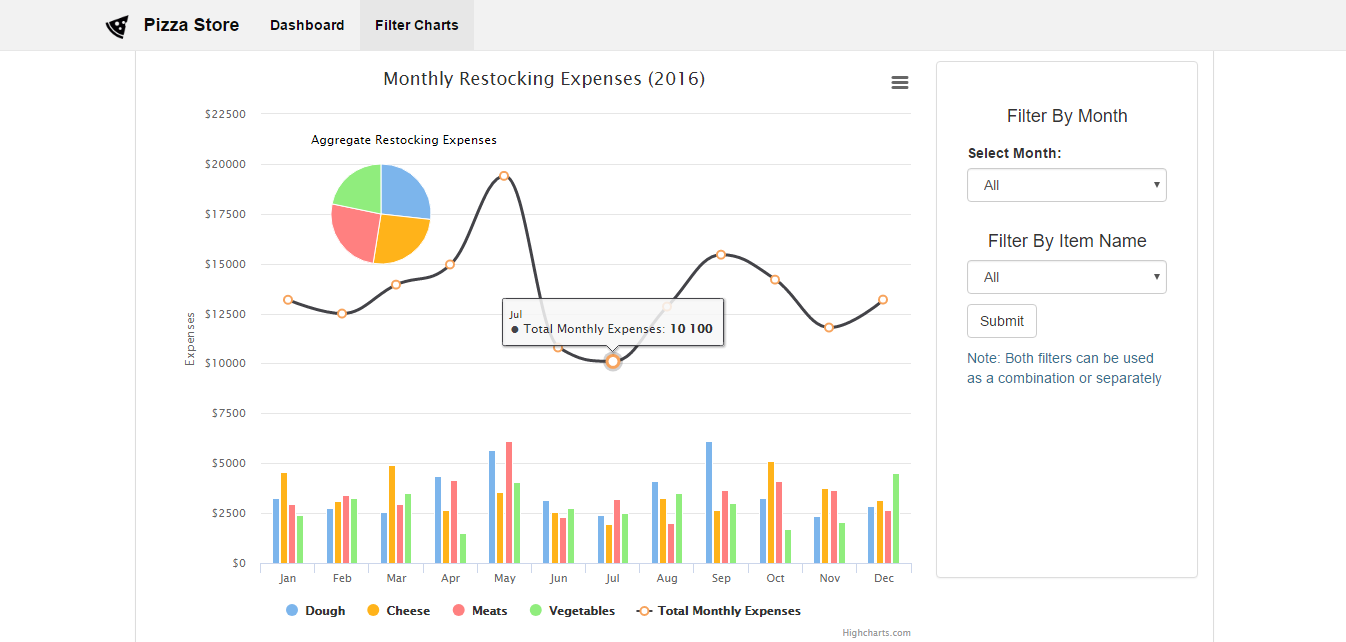 Pizza Store
Dashboard
Filter Charts
Monthly Restocking Expenses (2016)
Expenses
$22500
$20000
$17500
$15000
$12500
$10000
$7500
$5000
$2500
$0
Aggregate Restocking Expenses
Jul
Total Monthly Expenses: 10 100
Jan
Feb
Mar
Apr
May
Jun
Jul
Aug
Sep
Oct
Nov
Dec
Dough
Cheese
Meats
Vegetables
Total Monthly Expenses
Highcharts.com
Filter By Month
Select Month:
All
Filter By Item Name
All
Submit
Note: Both filters can be used
as a combination or separately